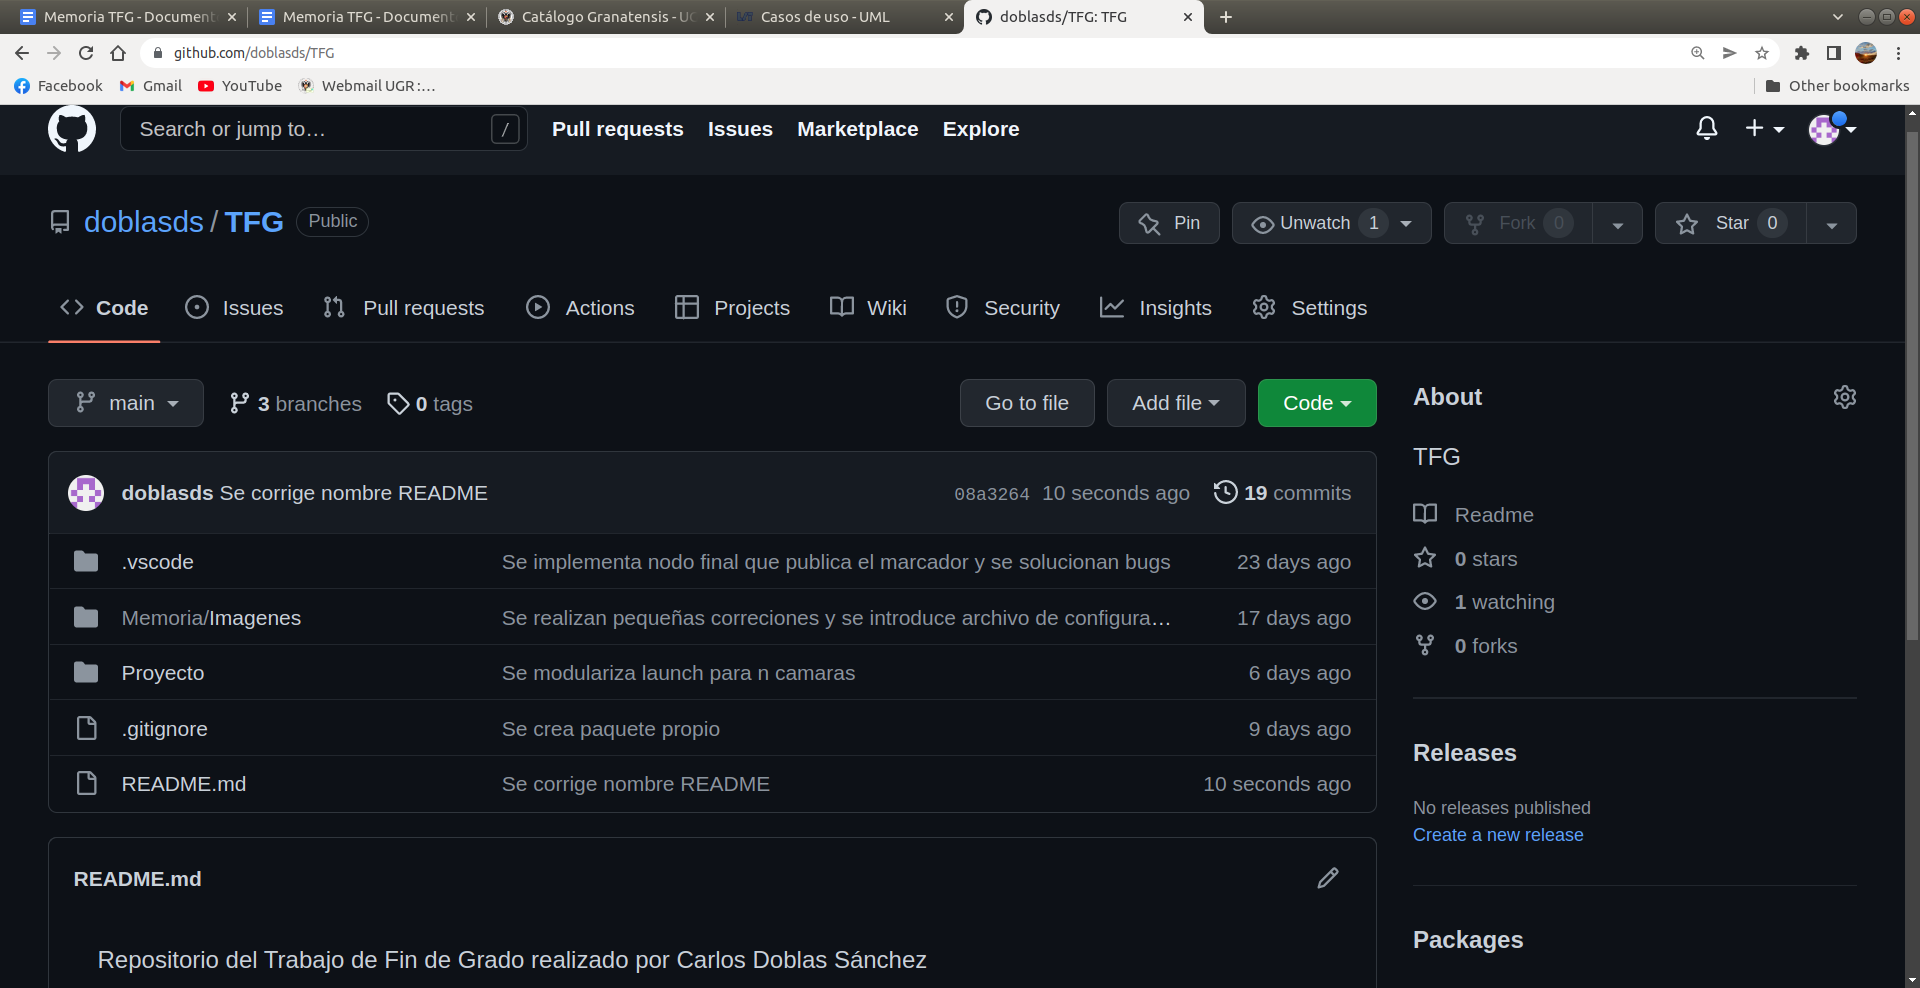 Memoria TFG - Document
Memoria TFG - Document
Catálogo Granatensis - UG
Casos de uso - UML
doblasds/TFG: TFG
github.com/doblasds/TFG
Facebook
Gmail
YouTube
Webmail UGR :...
Other bookmarks
Search or jump to...
/
Pull requests
Issues
Marketplace
Explore
doblasds / TFG
Public
Pin
Unwatch 1
Fork 0
Star 0
Code
Issues
Pull requests
Actions
Projects
Wiki
Security
Insights
Settings
main
3 branches
0 tags
Go to file
Add file
Code
doblasds Se corrige nombre README
08a3264 10 seconds ago
19 commits
.vscode
Se implementa nodo final que publica el marcador y se solucionan bugs
23 days ago
Memoria/Imagenes
Se realizan pequeñas correciones y se introduce archivo de configura...
17 days ago
Proyecto
Se modulariza launch para n camaras
6 days ago
.gitignore
Se crea paquete propio
9 days ago
README.md
Se corrige nombre README
10 seconds ago
README.md
Repositorio del Trabajo de Fin de Grado realizado por Carlos Doblas Sánchez
About
TFG
Readme
0 stars
1 watching
0 forks
Releases
No releases published
Create a new release
Packages